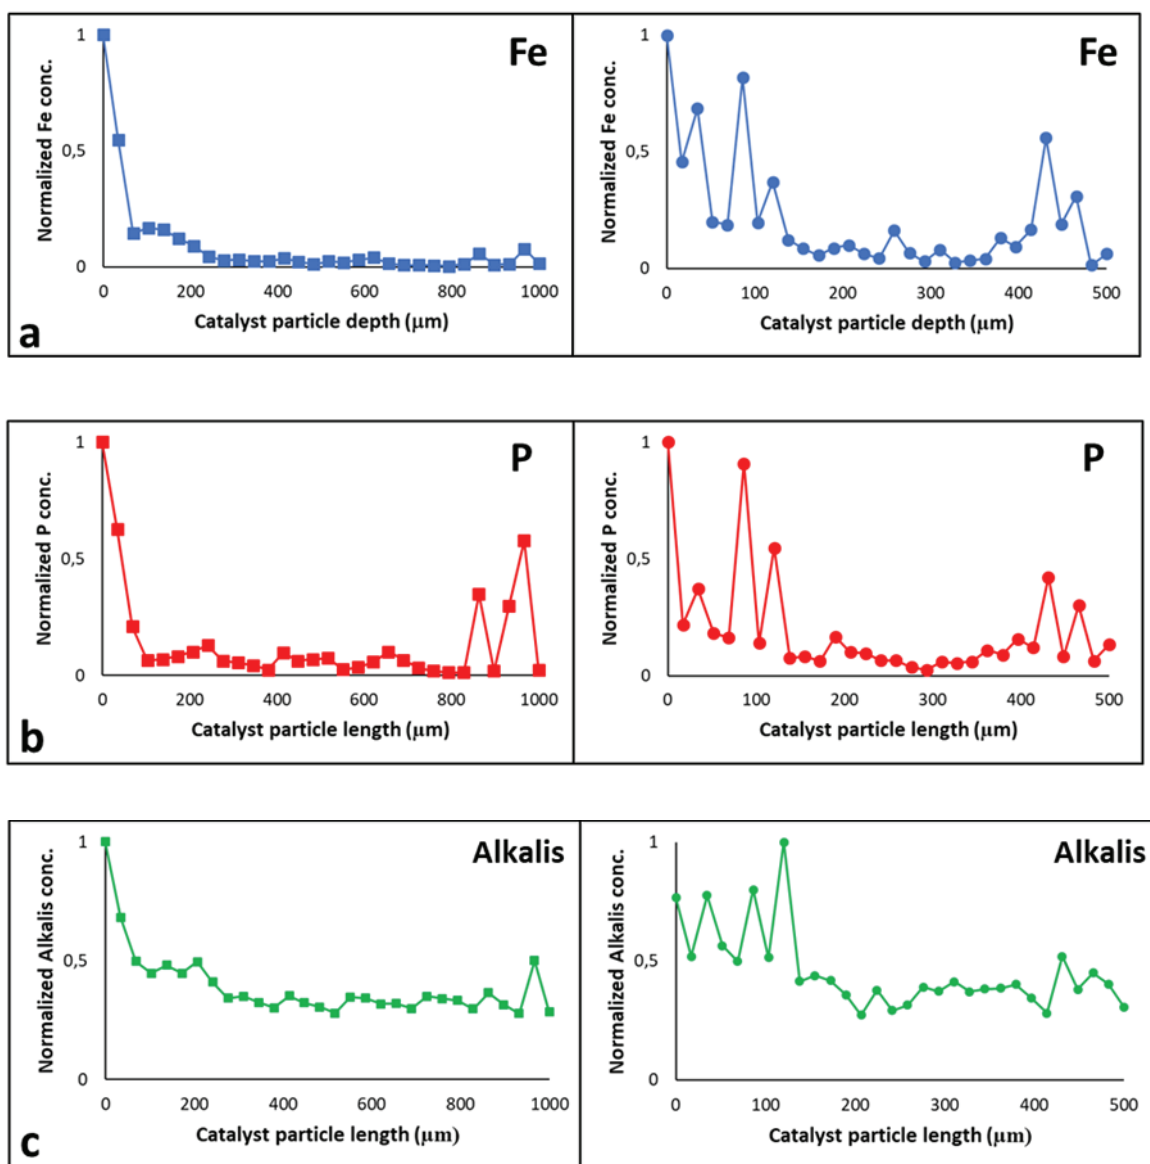 Fe
Normalized Fe conc.
1
0,5
0
0 200 400 600 800 1000
Catalyst particle depth (µm)
a
Fe
Normalized Fe conc.
1
0,5
0
0 100 200 300 400 500
Catalyst particle depth (µm)
P
Normalized P conc.
1
0,5
0
0 200 400 600 800 1000
Catalyst particle length (µm)
b
P
Normalized P conc.
1
0,5
0
0 100 200 300 400 500
Catalyst particle length (µm)
Alkalis
Normalized Alkalis conc.
1
0,5
0
0 200 400 600 800 1000
Catalyst particle length (µm)
c
Alkalis
Normalized Alkalis conc.
1
0,5
0
0 100 200 300 400 500
Catalyst particle length (µm)